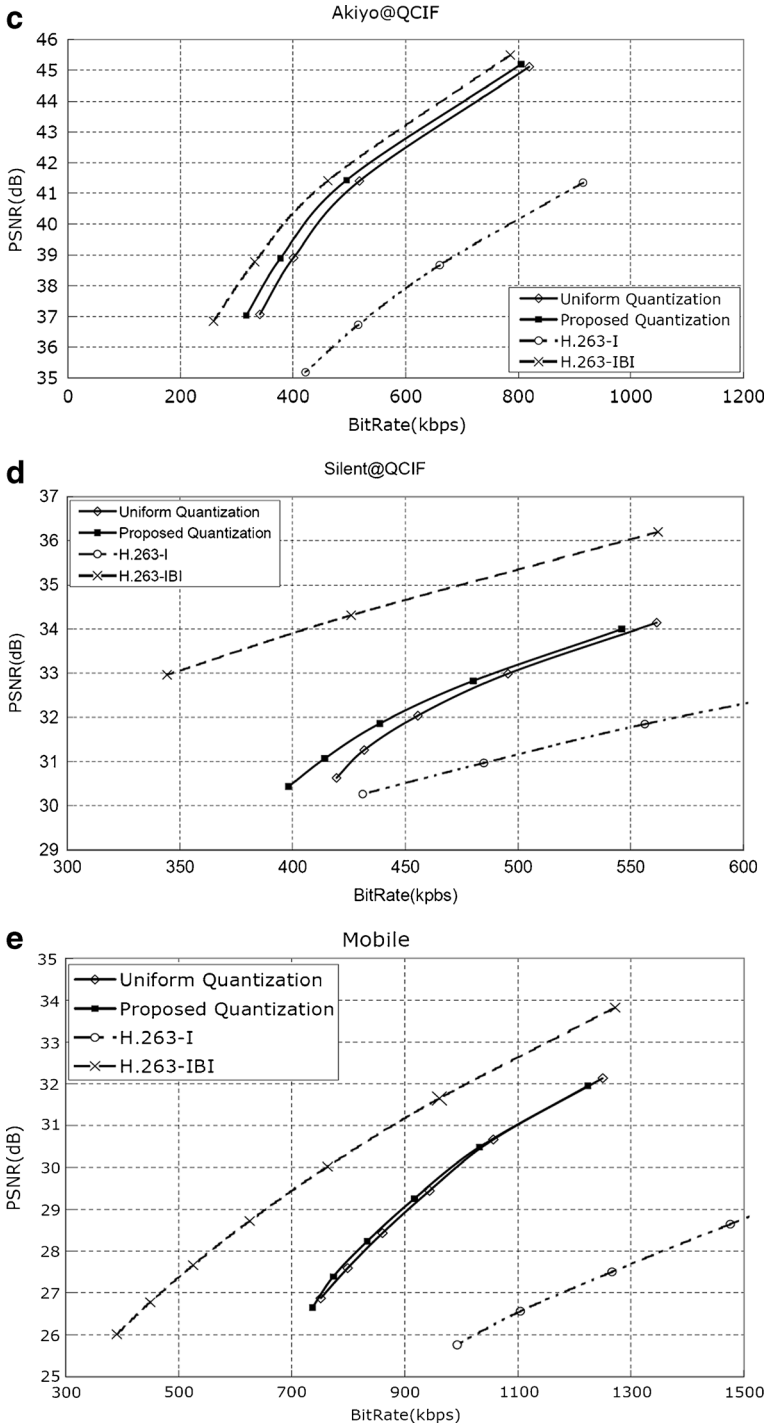 c
Akiyo@QCIF
46
45
44
43
42
41
40
39
38
37
36
35
PSNR(dB)
Uniform Quantization
Proposed Quantization
H.263-I
H.263-IBI
0 200 400 600 800 1000 1200
BitRate(kbps)
d
Silent@QCIF
37
36
35
34
33
32
31
30
29
PSNR(dB)
Uniform Quantization
Proposed Quantization
H.263-I
H.263-IBI
300 350 400 450 500 550 600
BitRate(kpbs)
e
Mobile
35
34
33
32
31
30
29
28
27
26
25
PSNR(dB)
Uniform Quantization
Proposed Quantization
H.263-I
H.263-IBI
300 500 700 900 1100 1300 1500
BitRate(kbps)